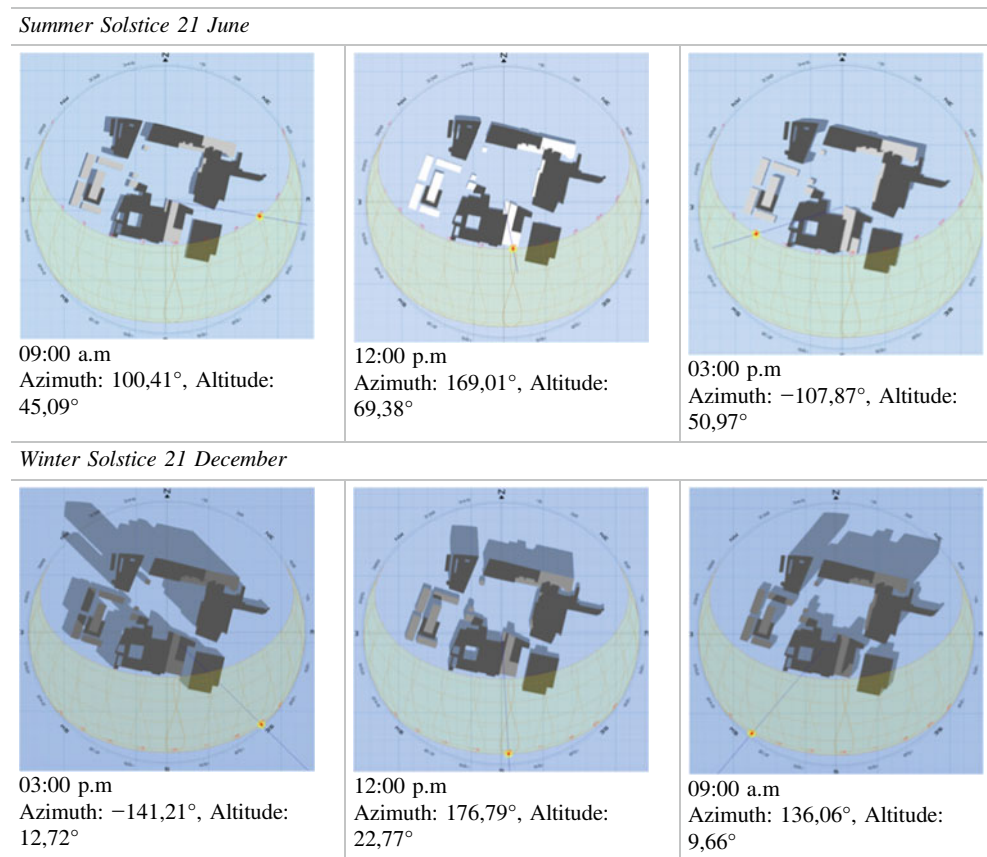 Summer Solstice 21 June
09:00 a.m
Azimuth: 100,41°, Altitude:
45,09°
12:00 p.m
Azimuth: 169,01°, Altitude:
69,38°
03:00 p.m
Azimuth: −107,87°, Altitude:
50,97°
Winter Solstice 21 December
03:00 p.m
Azimuth: −141,21°, Altitude:
12,72°
12:00 p.m
Azimuth: 176,79°, Altitude:
22,77°
09:00 a.m
Azimuth: 136,06°, Altitude:
9,66°